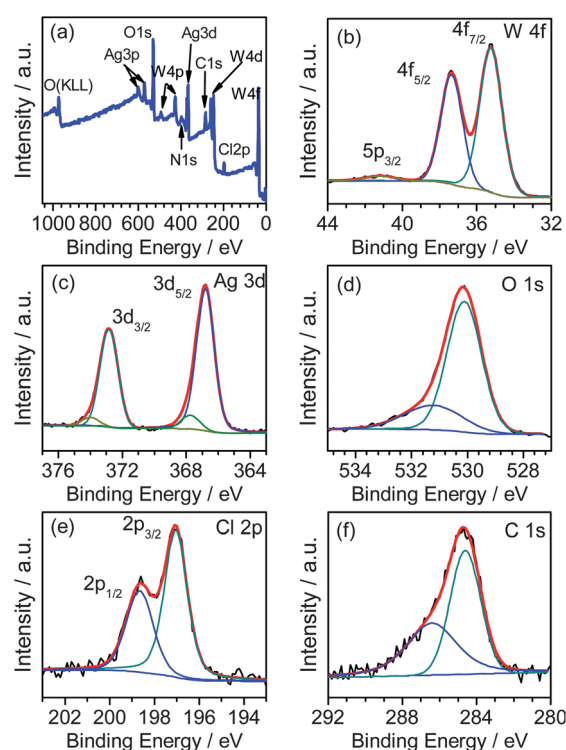 (a)
O1s
Ag3d
Ag3p
W4p
C1s
W4d
O(KLL)
W4f
N1s
Cl2p
Intensity / a.u.
1000 800 600 400 200 0
Binding Energy / eV
(b)
4f7/2
W 4f
4f5/2
5p3/2
Intensity / a.u.
44 40 36 32
Binding Energy / eV
(c)
3d5/2
Ag 3d
3d3/2
Intensity / a.u.
376 372 368 364
Binding Energy / eV
(d)
O 1s
Intensity / a.u.
534 532 530 528
Binding Energy / eV
(e)
2p3/2
Cl 2p
2p1/2
Intensity / a.u.
202 200 198 196 194
Binding Energy / eV
(f)
C 1s
Intensity / a.u.
292 288 284 280
Binding Energy / eV